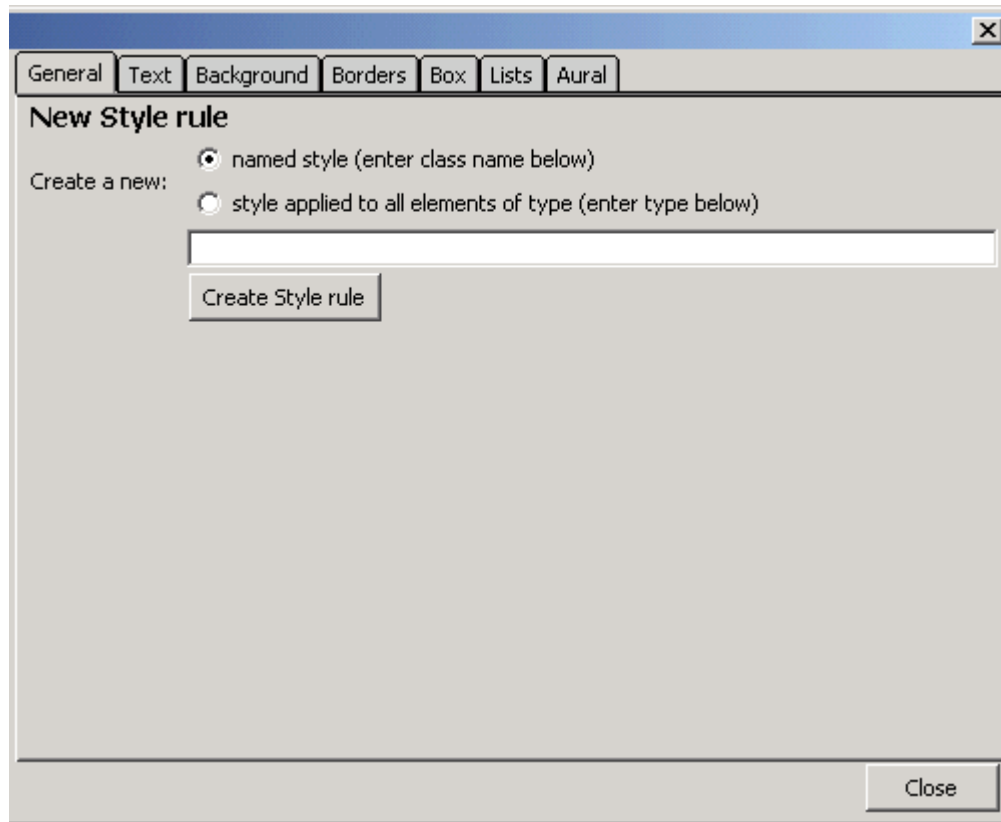 General Text Background Borders Box Lists Aural
New Style rule
Create a new:
named style (enter class name below)
style applied to all elements of type (enter type below)
Create Style rule
Close